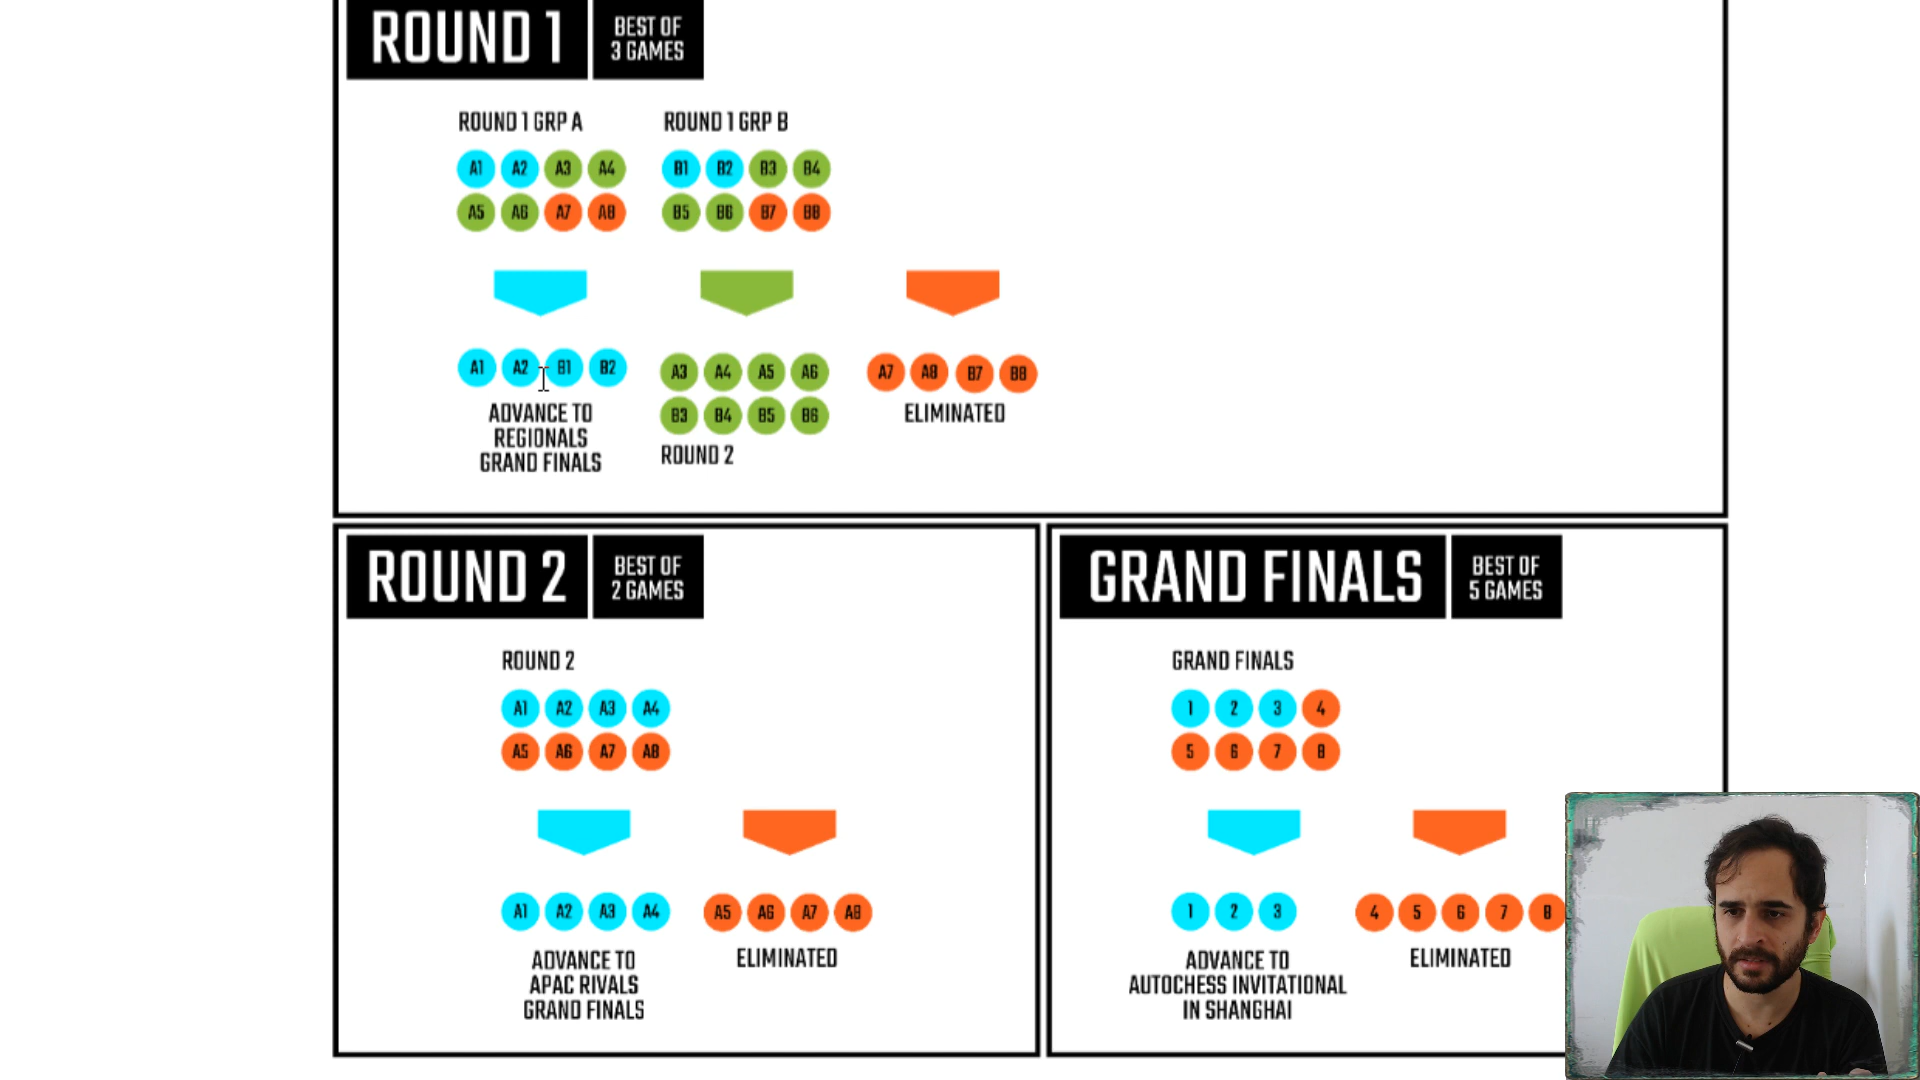 ROUND 1
BEST OF
3 GAMES
ROUND 1 GRP A
ROUND 1 GRP B
A1 A2 A3 A4
B1 B2 B3 B4
A5 A6 A7 A8
B5 B6 B7 B8
A1 A2 B1 B2
A3 A4 A5 A6
A7 A8 B7 B8
B3 B4 B5 B6
ADVANCE TO
REGIONALS
GRAND FINALS
ROUND 2
ELIMINATED
ROUND 2
BEST OF
2 GAMES
ROUND 2
A1 A2 A3 A4
A5 A6 A7 A8
A1 A2 A3 A4
A5 A6 A7 A8
ADVANCE TO
APAC RIVALS
GRAND FINALS
ELIMINATED
GRAND FINALS
BEST OF
5 GAMES
GRAND FINALS
1 2 3 4
5 6 7 8
1 2 3
4 5 6 7 8
ADVANCE TO
AUTOCHESS INVITATIONAL
IN SHANGHAI
ELIMINATED